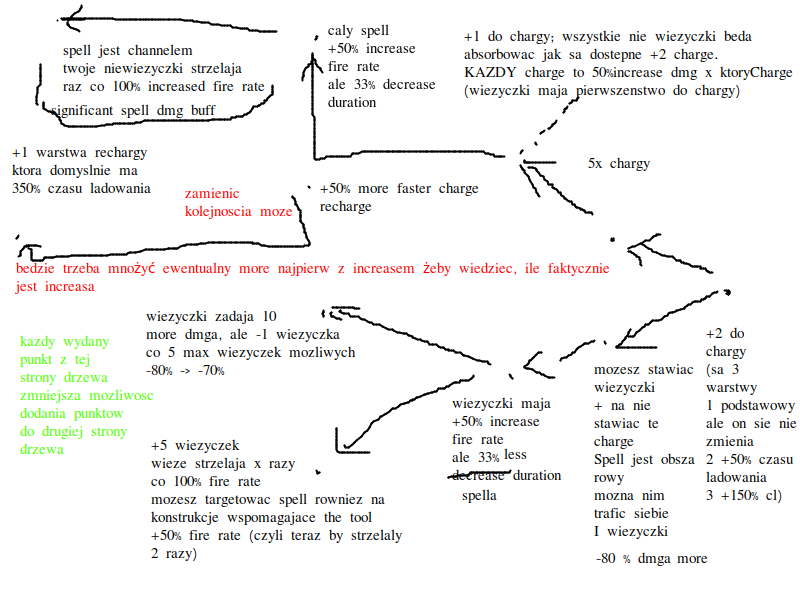 spell jest channelem
twoje niewiezyczki strzelaja
raz co 100% increased fire rate
significant spell dmg buff
caly spell
+50% increase
fire rate
ale 33% decrease
duration
+1 do chargy; wszystkie nie wiezyczki beda
absorbowac jak sa dostepne +2 charge.
KAZDY charge to 50%increase dmg x ktoryCharge
(wiezyczki maja pierwszenstwo do chargy)
+1 warstwa rechargy
ktora domyslnie ma
350% czasu ladowania
5x chargy
zamienic
kolejnoscia moze
+50% more faster charge
recharge
bedzie trzeba mnożyć ewentualny more najpierw z increasem żeby wiedziec, ile faktycznie
jest increasa
wiezyczki zadaja 10
more dmga, ale -1 wiezyczka
co 5 max wiezyczek mozliwych
-80% -> -70%
kazdy wydany
punkt z tej
strony drzewa
zmniejsza mozliwosc
dodania punktow
do drugiej strony
drzewa
+2 do
chargy
(sa 3
warstwy
1 podstawowy
ale on sie nie
zmienia
2 +50% czasu
ladowania
3 +150% cl)
mozesz stawiac
wiezyczki
+ na nie
stawiac te
charge
Spell jest obsza
rowy
mozna nim
trafic siebie
I wiezyczki
-80 % dmga more
wiezyczki maja
+50% increase
fire rate
ale 33% less
decrease duration
spella
+5 wiezyczek
wieze strzelaja x razy
co 100% fire rate
mozesz targetowac spell rowniez na
konstrukcje wspomagajace the tool
+50% fire rate (czyli teraz by strzelaly
2 razy)